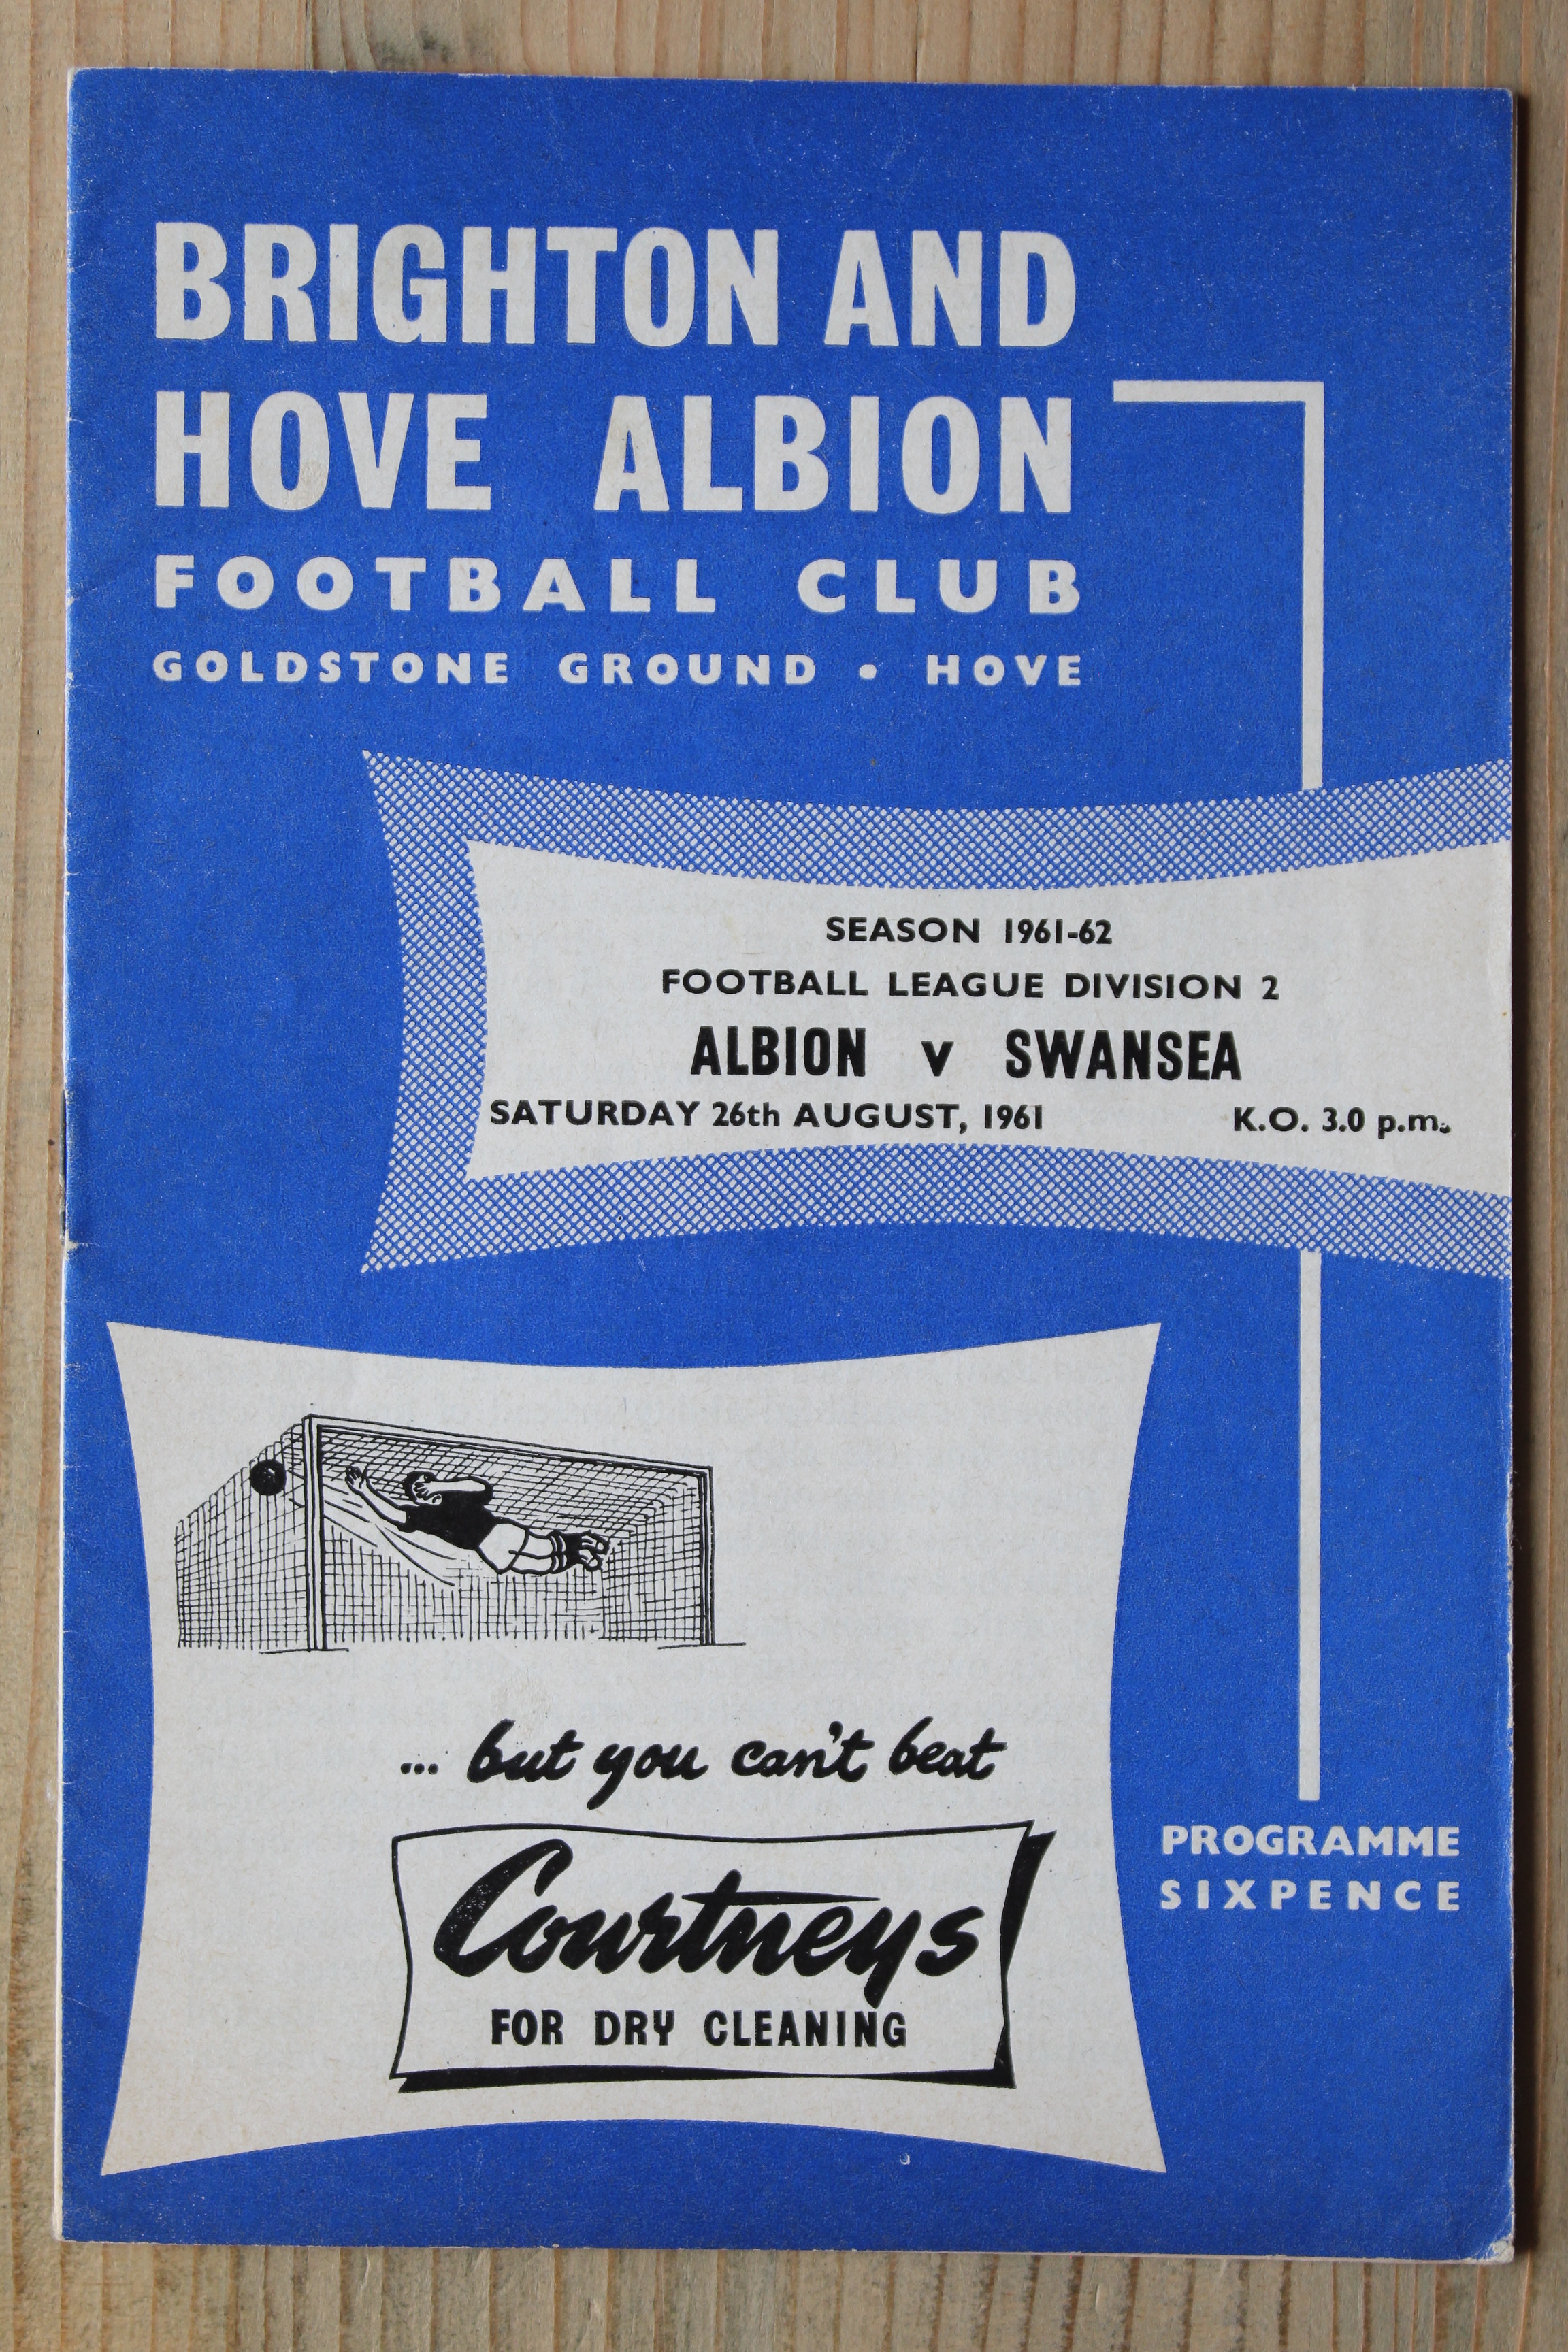 BRIGHTON AND
HOVE ALBION
FOOTBALL CLUB
GOLDSTONE GROUND • HOVE
SEASON 1961-62
FOOTBALL LEAGUE DIVISION 2
ALBION v SWANSEA
SATURDAY 26th AUGUST, 1961 K.O. 3.0 p.m.
... but you can't beat
Courtneys
FOR DRY CLEANING
PROGRAMME
SIXPENCE